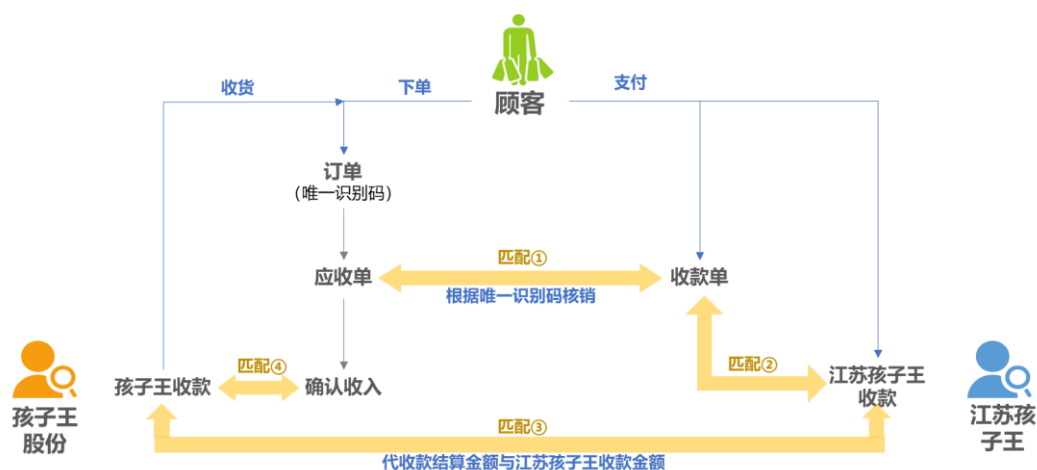 收货
下单
顾客
支付
订单
（唯一识别码）
应收单
匹配①
收款单
根据唯一识别码核销
孩子王
股份
孩子王收款
匹配④
确认收入
匹配②
江苏孩子王
收款
江苏孩
子王
匹配③
代收款结算金额与江苏孩子王收款金额